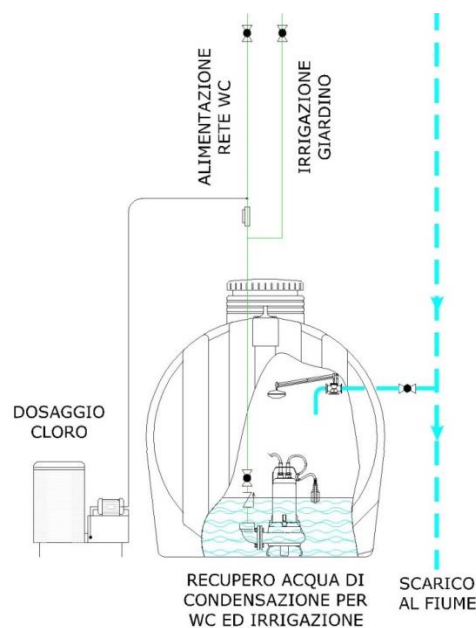 ALIMENTAZIONE
RETE WC
IRRIGAZIONE
GIARDINO
DOSAGGIO
CLORO
RECUPERO ACQUA DI
CONDENSAZIONE PER
WC ED IRRIGAZIONE
SCARICO
AL FIUME